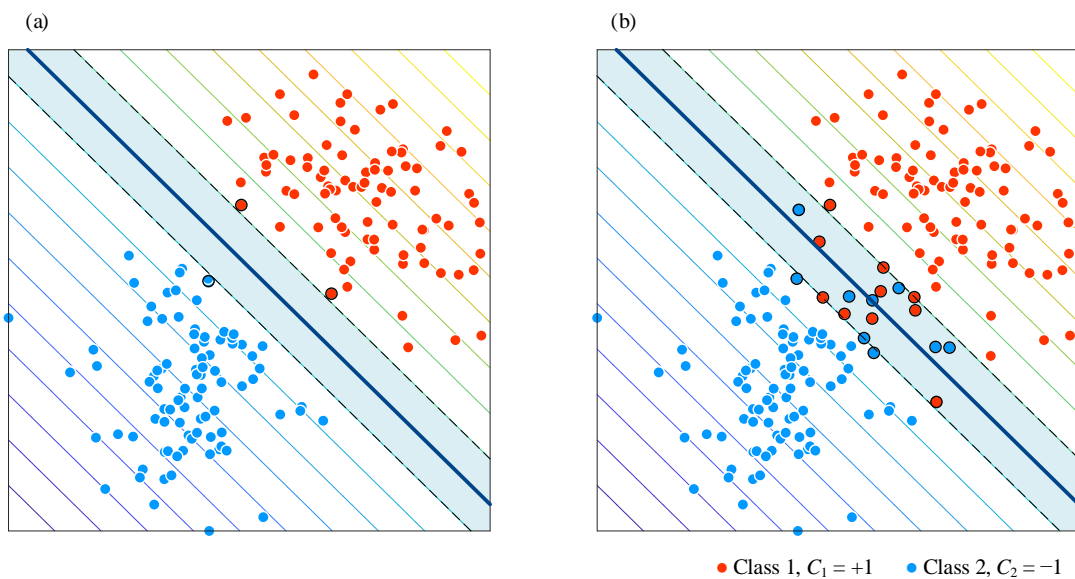 (a)
(b)
Class 1, C₁ = +1
Class 2, C₂ = −1